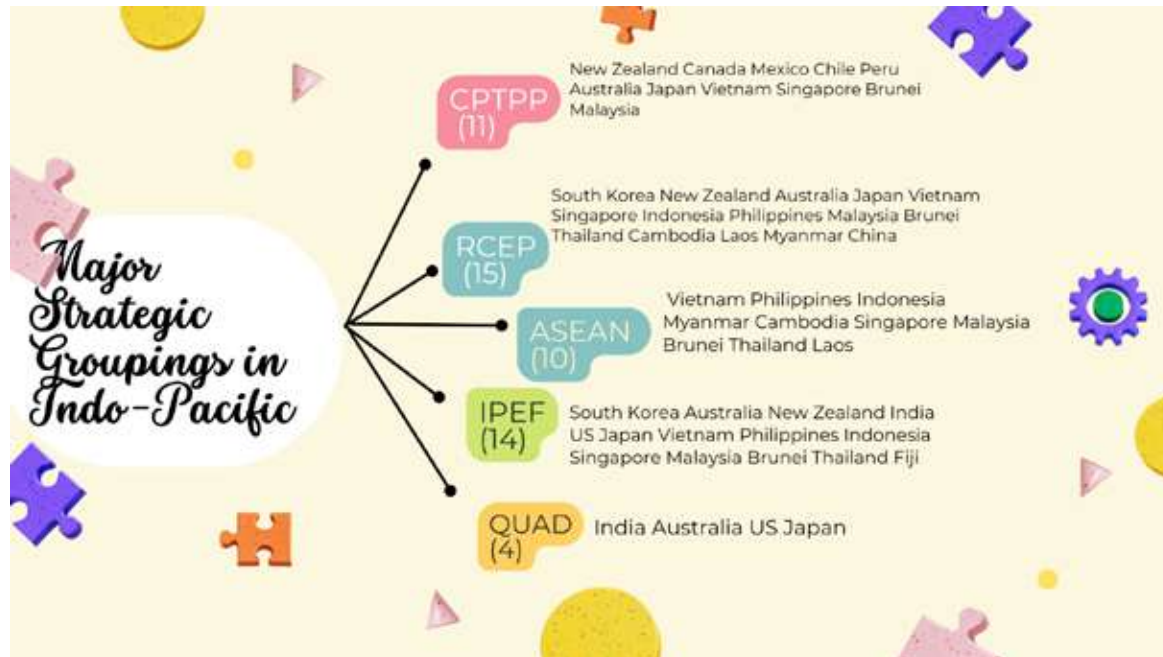 Major
Strategic
Groupings in
Indo-Pacific
CPTPP
(11)
New Zealand Canada Mexico Chile Peru
Australia Japan Vietnam Singapore Brunei
Malaysia
RCEP
(15)
South Korea New Zealand Australia Japan Vietnam
Singapore Indonesia Philippines Malaysia Brunei
Thailand Cambodia Laos Myanmar China
ASEAN
(10)
Vietnam Philippines Indonesia
Myanmar Cambodia Singapore Malaysia
Brunei Thailand Laos
IPEF
(14)
South Korea Australia New Zealand India
US Japan Vietnam Philippines Indonesia
Singapore Malaysia Brunei Thailand Fiji
QUAD
(4)
India Australia US Japan